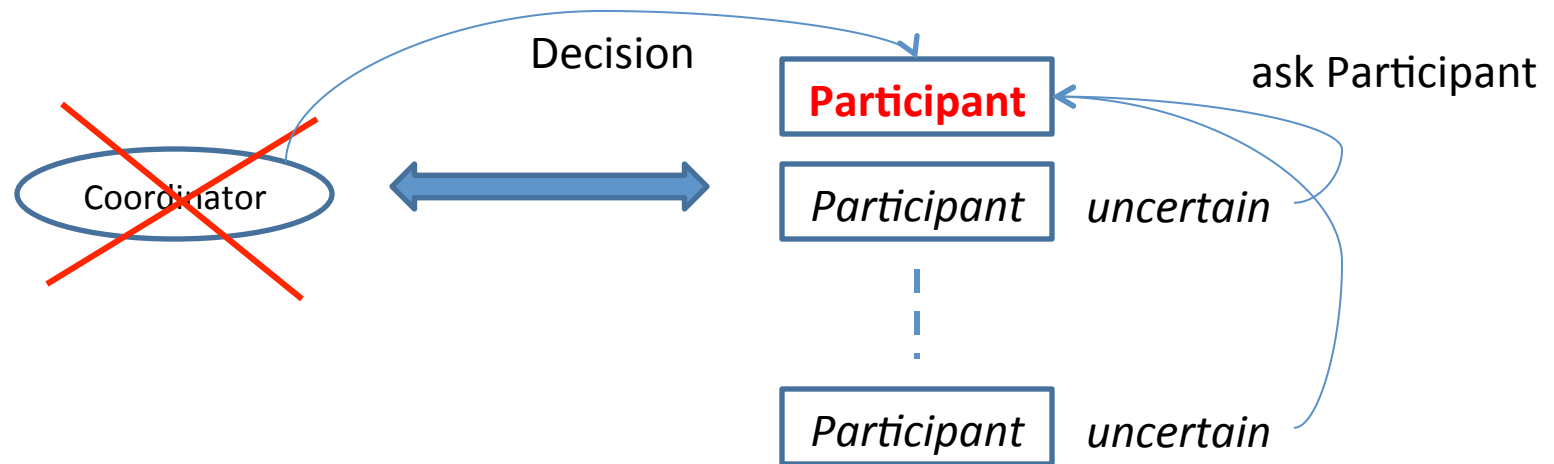 Decision
ask Participant
Participant
Coordinator
Participant uncertain
Participant uncertain